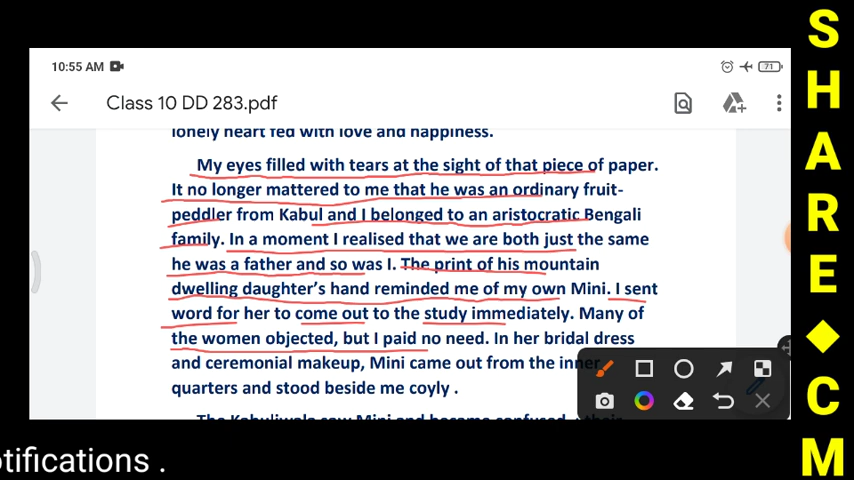 10:55 AM
71
Class 10 DD 283.pdf
lonely heart fed with love and happiness.
My eyes filled with tears at the sight of that piece of paper.
It no longer mattered to me that he was an ordinary fruit-
peddler from Kabul and I belonged to an aristocratic Bengali
family. In a moment I realised that we are both just the same
he was a father and so was I. The print of his mountain
dwelling daughter's hand reminded me of my own Mini. I sent
word for her to come out to the study immediately. Many of
the women objected, but I paid no need. In her bridal dress
and ceremonial makeup, Mini came out from the inner
quarters and stood beside me coyly .
The Kabuliwala saw Mini and became confused
otifications .
SHARE◆CM